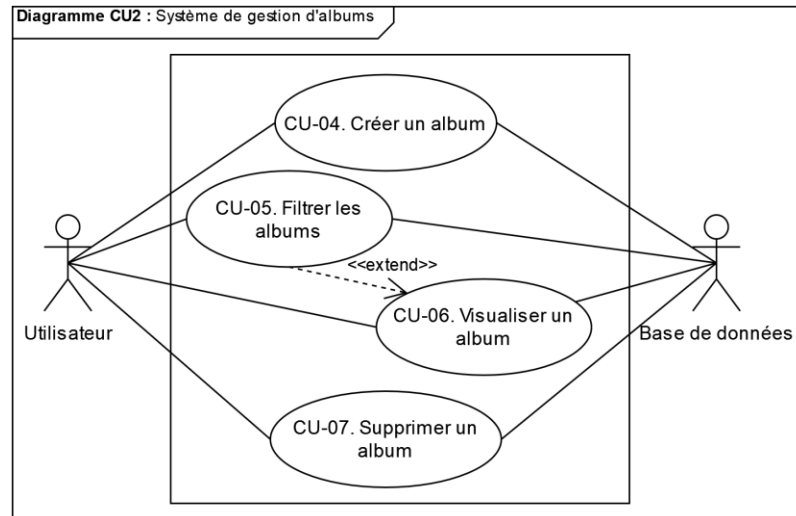 Diagramme CU2 : Système de gestion d'albums
CU-04. Créer un album
CU-05. Filtrer les
albums
<<extend>>
CU-06. Visualiser un
album
Utilisateur
Base de données
CU-07. Supprimer un
album